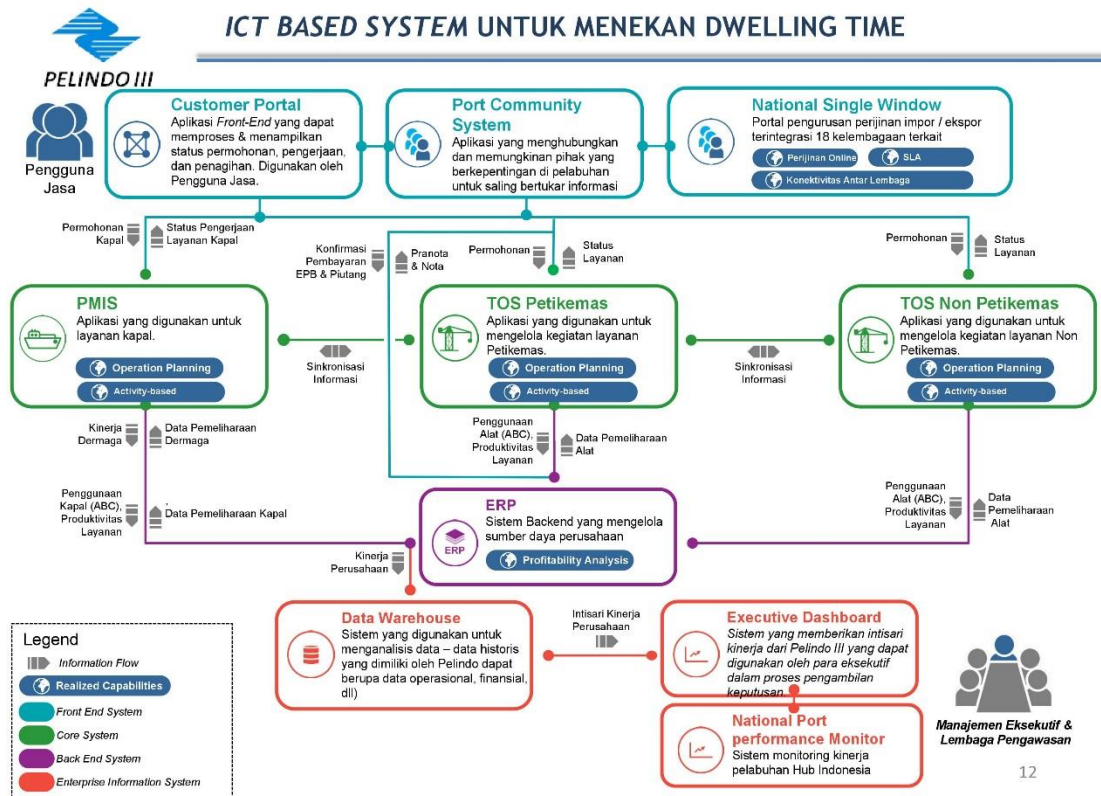 ICT BASED SYSTEM UNTUK MENEKAN DWELLING TIME
PELINDO III
Pengguna
Jasa
Customer Portal
Aplikasi Front-End yang dapat
memproses & menampilkan
status permohonan, pengerjaan,
dan penagihan. Digunakan oleh
Pengguna Jasa.
Port Community
System
Aplikasi yang menghubungkan
dan memungkinan pihak yang
berkepentingan di pelabuhan
untuk saling bertukar informasi
National Single Window
Portal pengurusan perijinan impor / ekspor
terintegrasi 18 kelembagaan terkait
Perijinan Online
SLA
Konektivitas Antar Lembaga
Permohonan
Kapal
Status Pengerjaan
Layanan Kapal
Konfirmasi
Pembayaran
EPB & Piutang
Pranota
& Nota
Permohonan
Status
Layanan
Permohonan
Status
Layanan
PMIS
Aplikasi yang digunakan untuk
layanan kapal.
Operation Planning
Activity-based
Sinkronisasi
Informasi
TOS Petikemas
Aplikasi yang digunakan untuk
mengelola kegiatan layanan
Petikemas.
Operation Planning
Activity-based
Sinkronisasi
Informasi
TOS Non Petikemas
Aplikasi yang digunakan untuk
mengelola kegiatan layanan Non
Petikemas.
Operation Planning
Activity-based
Kinerja
Dermaga
Data Pemeliharaan
Dermaga
Penggunaan
Alat (ABC),
Produktivitas
Layanan
Data Pemeliharaan
Alat
Penggunaan
Kapal (ABC),
Produktivitas
Layanan
Data Pemeliharaan Kapal
Penggunaan
Alat (ABC),
Produktivitas
Layanan
Data
Pemeliharaan
Alat
ERP
ERP
Sistem Backend yang mengelola
sumber daya perusahaan
Profitability Analysis
Kinerja
Perusahaan
Data Warehouse
Sistem yang digunakan untuk
menganalisis data – data historis
yang dimiliki oleh Pelindo dapat
berupa data operasional, finansial,
dll)
Intisari Kinerja
Perusahaan
Executive Dashboard
Sistem yang memberikan intisari
kinerja dari Pelindo III yang dapat
digunakan oleh para eksekutif
dalam proses pengambilan
keputusan.
National Port
performance Monitor
Sistem monitoring kinerja
pelabuhan Hub Indonesia
Manajemen Eksekutif &
Lembaga Pengawasan
Legend
Information Flow
Realized Capabilities
Front End System
Core System
Back End System
Enterprise Information System
12